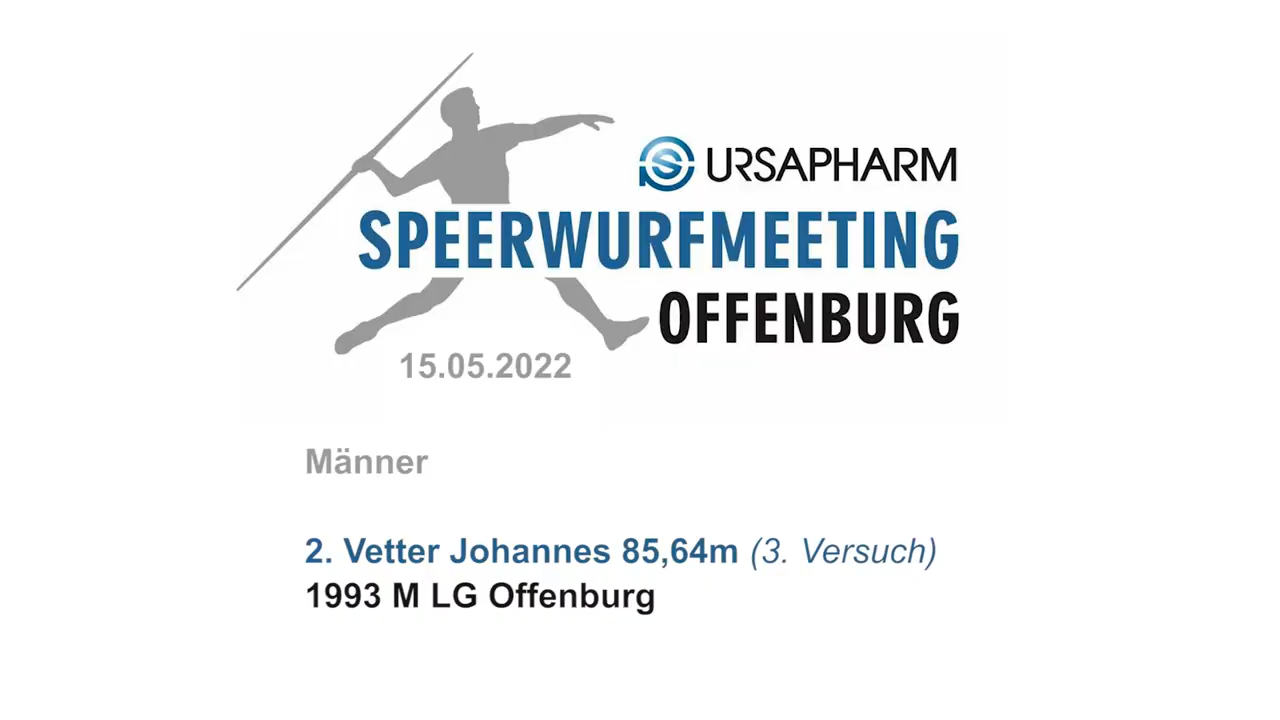 URSAPHARM
SPEERWURFMEETING
OFFENBURG
15.05.2022
Männer
2. Vetter Johannes 85,64m (3. Versuch)
1993 M LG Offenburg